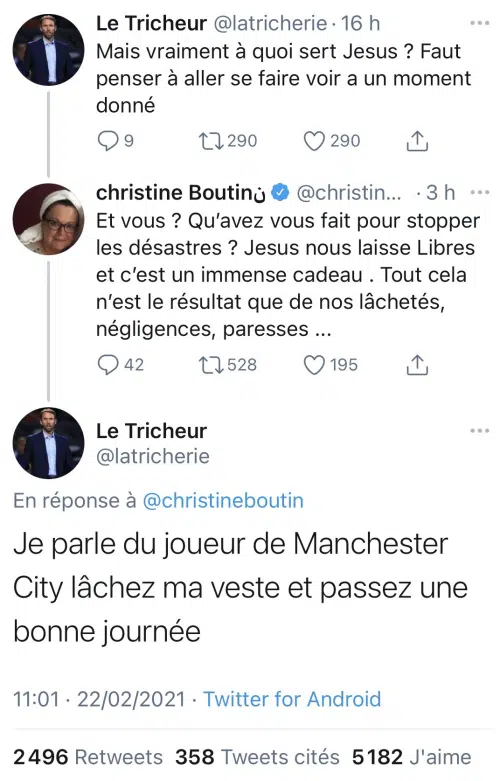 Le Tricheur @latricherie · 16 h
Mais vraiment à quoi sert Jesus ? Faut
penser à aller se faire voir a un moment
donné
9 290 290
christine Boutinن @christin... · 3 h
Et vous ? Qu’avez vous fait pour stopper
les désastres ? Jesus nous laisse Libres
et c’est un immense cadeau . Tout cela
n’est le résultat que de nos lâchetés,
négligences, paresses ...
42 528 195
Le Tricheur
@latricherie
En réponse à @christineboutin
Je parle du joueur de Manchester
City lâchez ma veste et passez une
bonne journée
11:01 · 22/02/2021 · Twitter for Android
2 496 Retweets 358 Tweets cités 5 182 J’aime